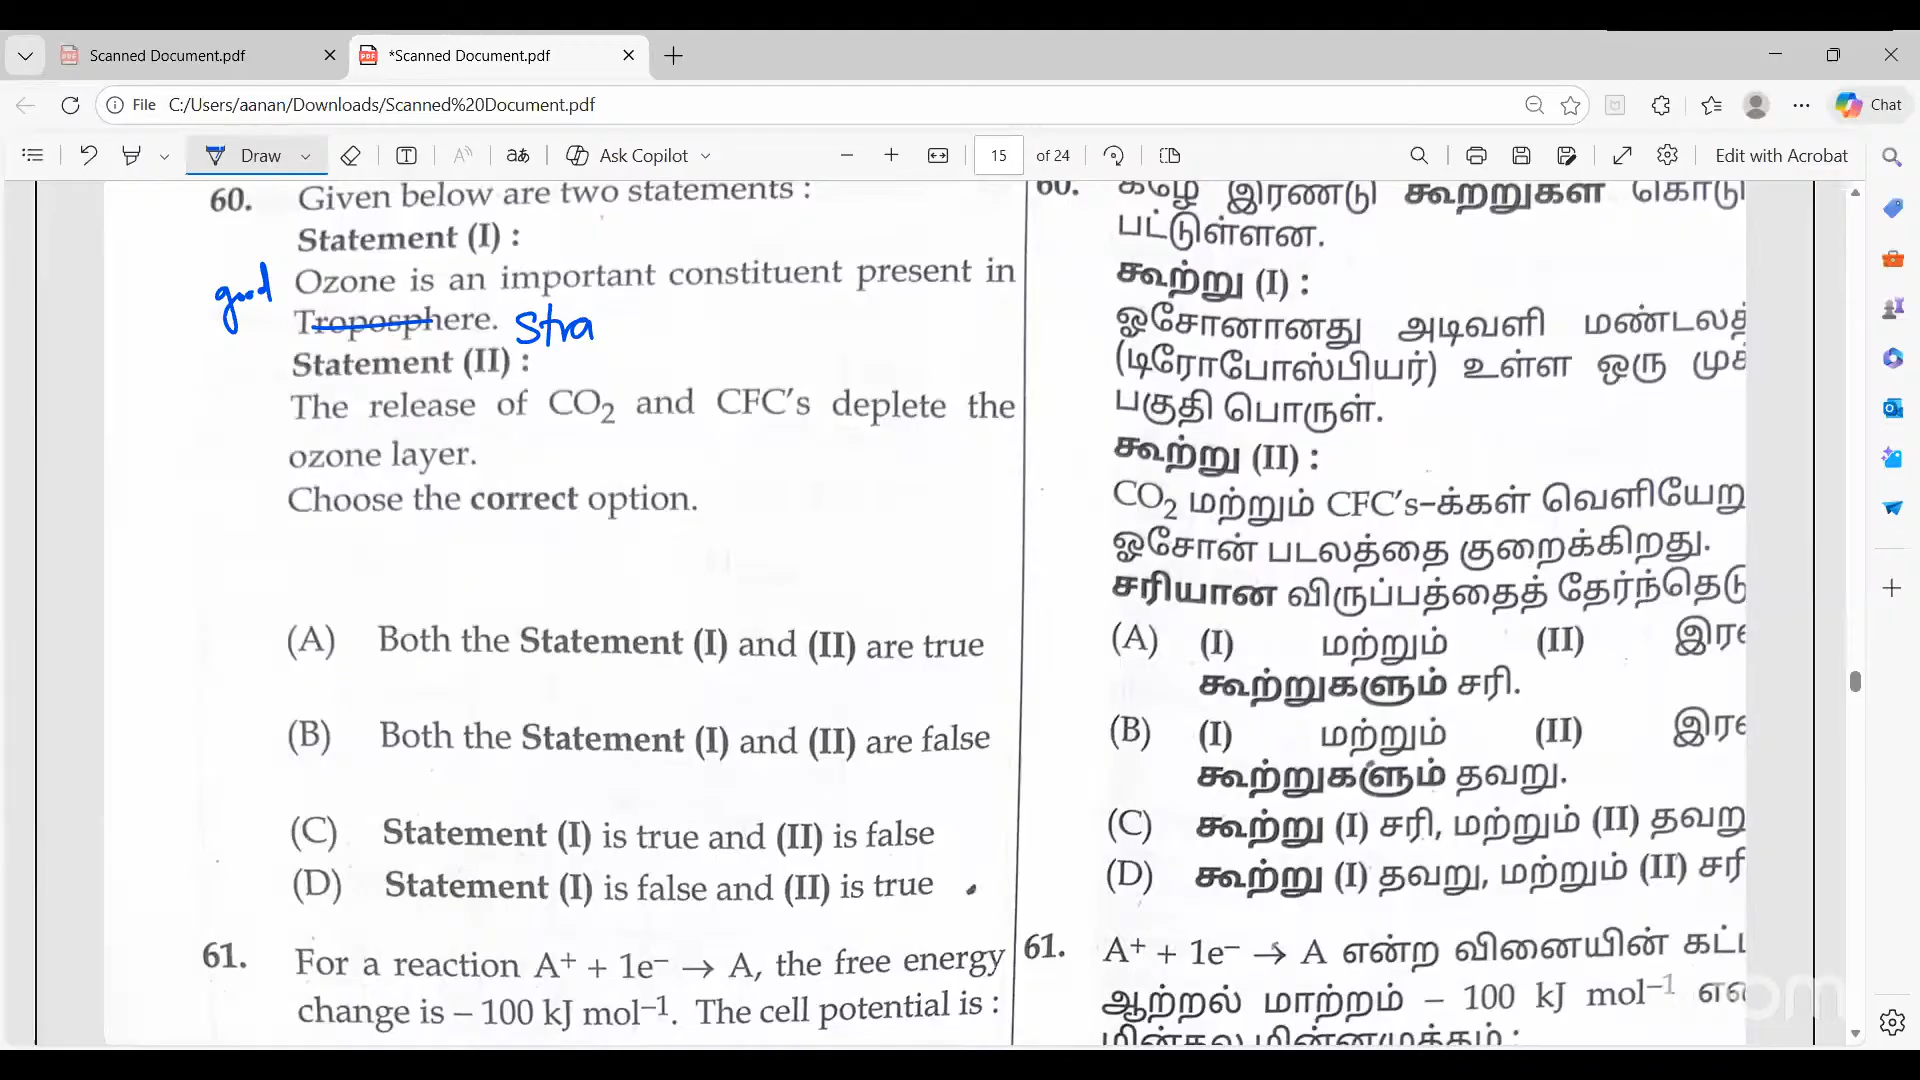 Scanned Document.pdf
*Scanned Document.pdf
File C:/Users/aanan/Downloads/Scanned%20Document.pdf
Chat
Draw
Ask Copilot
15 of 24
Edit with Acrobat
60. Given below are two statements :
Statement (I) :
good Ozone is an important constituent present in
Troposphere. Stra
Statement (II) :
The release of CO₂ and CFC's deplete the
ozone layer.
Choose the correct option.
(A) Both the Statement (I) and (II) are true
(B) Both the Statement (I) and (II) are false
(C) Statement (I) is true and (II) is false
(D) Statement (I) is false and (II) is true
61. For a reaction A⁺ + 1e⁻ → A, the free energy
change is – 100 kJ mol⁻¹. The cell potential is :
60. கீழே இரண்டு கூற்றுகள்
பட்டுள்ளன.
கூற்று (I) :
ஓசோனானது அடிவளி
(டிரோபோஸ்பியர்) உள்ள ஒரு
பகுதி பொருள்.
கூற்று (II) :
CO₂ மற்றும் CFC's-க்கள்
ஓசோன் படலத்தை குறைக்கிறது.
சரியான விருப்பத்தைத்
(A) (I) மற்றும் (II)
கூற்றுகளும் சரி.
(B) (I) மற்றும் (II)
கூற்றுகளும் தவறு.
(C) கூற்று (I) சரி, மற்றும் (II) தவறு
(D) கூற்று (I) தவறு, மற்றும் (II) சரி
61. A⁺ + 1e⁻ → A என்ற வினையின்
ஆற்றல் மாற்றம் – 100 kJ mol⁻¹